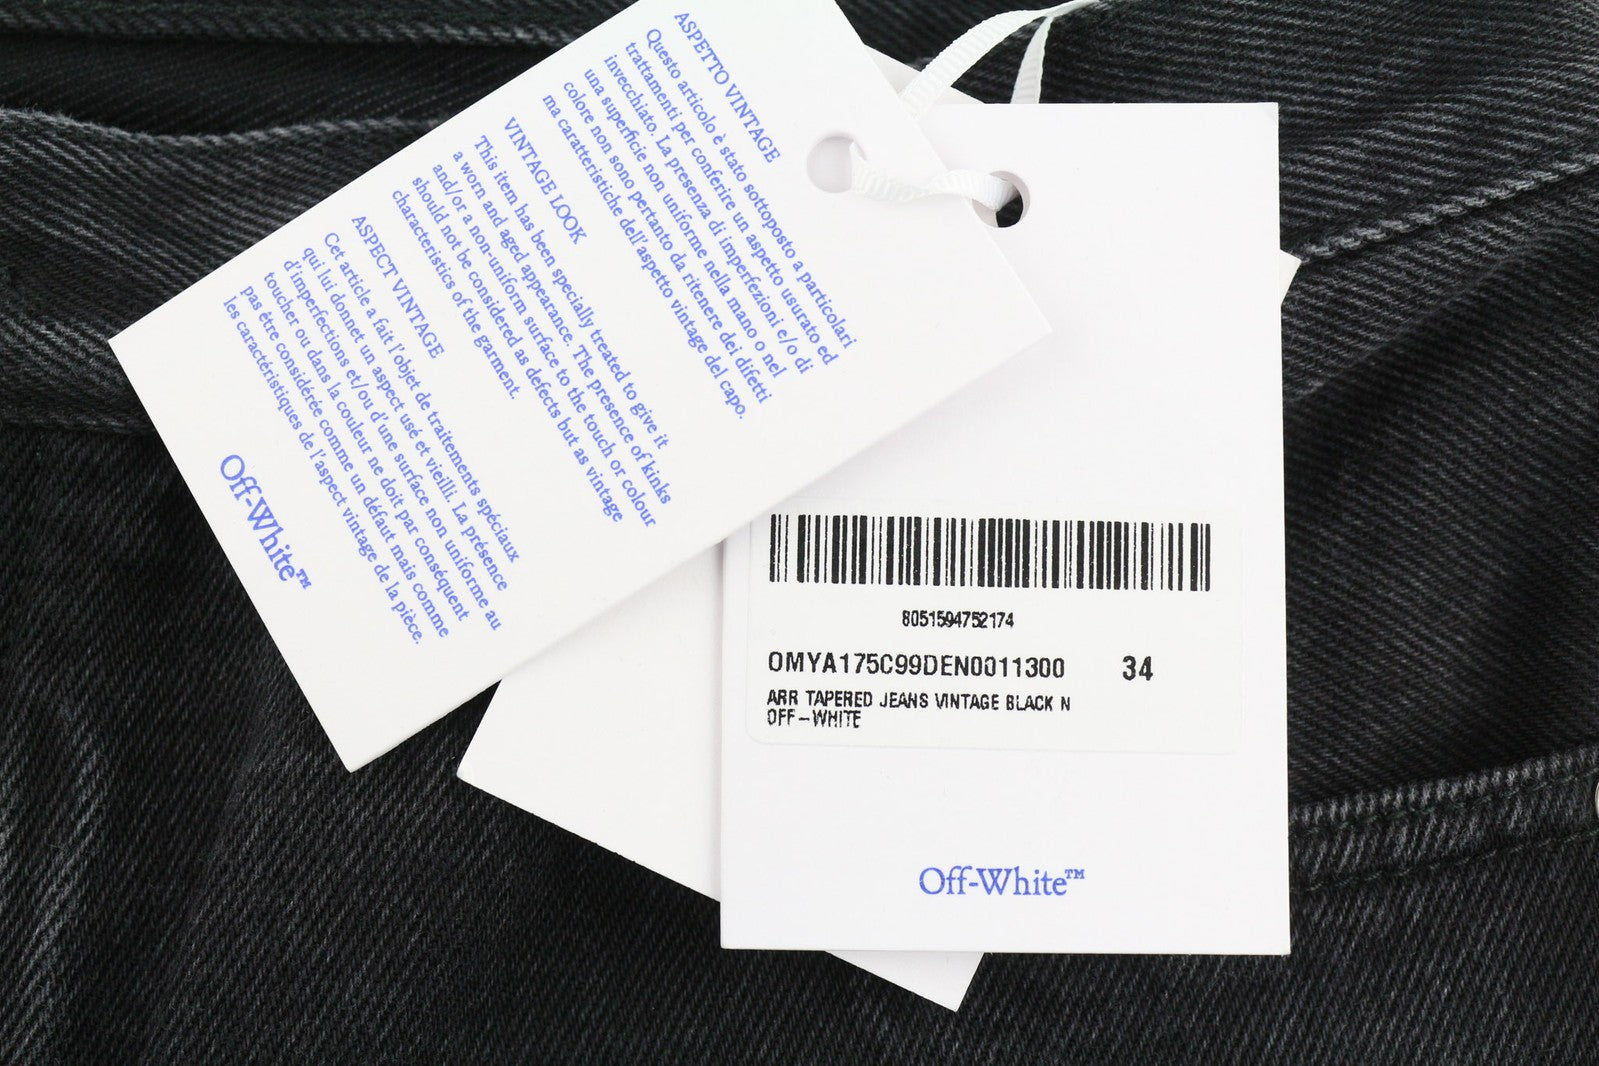 ASPETTO VINTAGE
Questo articolo è stato sottoposto a particolari
trattamenti per conferire un aspetto usurato ed
invecchiato. La presenza di imperfezioni e/o di
una superficie non uniforme nella mano o nel
colore non sono pertanto da ritenere dei difetti
ma caratteristiche dell'aspetto vintage del capo.
VINTAGE LOOK
This item has been specially treated to give it
a worn and aged appearance. The presence of kinks
and/or a non-uniform surface to the touch or colour
should not be considered as defects but as vintage
characteristics of the garment.
ASPECT VINTAGE
Cet article a fait l'objet de traitements spéciaux
qui lui donnet un aspect usé et vieilli. La présence
d'imperfections et/ou d'une surface non uniforme au
toucher ou dans la couleur ne doit par conséquent
pas être considérée comme un défaut mais comme
les caractéristiques de l'aspect vintage de la pièce.
Off-White™
8051594752174
OMYA175C99DEN0011300 34
ARR TAPERED JEANS VINTAGE BLACK N
OFF-WHITE
Off-White™